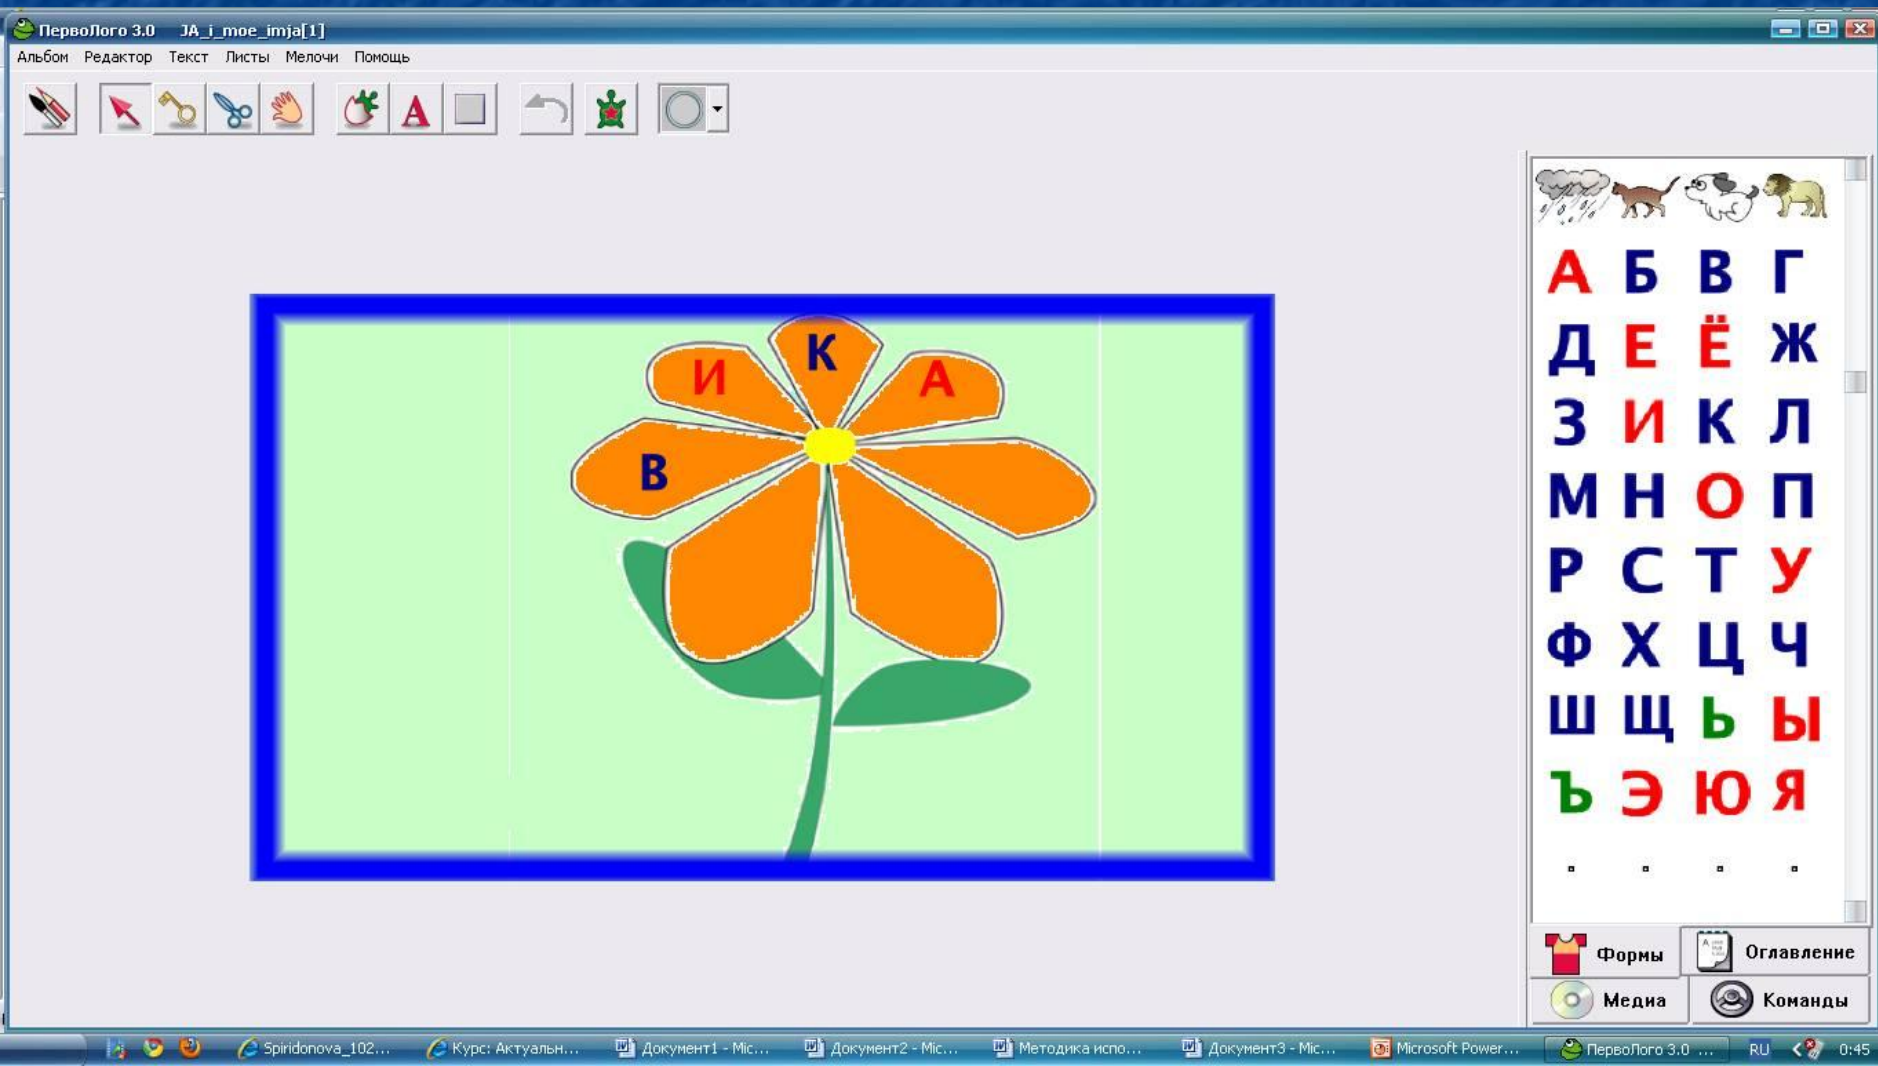 ПервоЛого 3.0 JA_i_moe_imja[1]
Альбом Редактор Текст Листы Мелочи Помощь
А
К
И А
В
А Б В Г
Д Е Ё Ж
З И К Л
М Н О П
Р С Т У
Ф Х Ц Ч
Ш Щ Ь Ы
Ъ Э Ю Я
Формы Оглавление
Медиа Команды
Spiridonova_102... Курс: Актуальн... Документ1 - Mic... Документ2 - Mic... Методика испо... Документ3 - Mic... Microsoft Power... ПервоЛого 3.0 ... RU 0:45